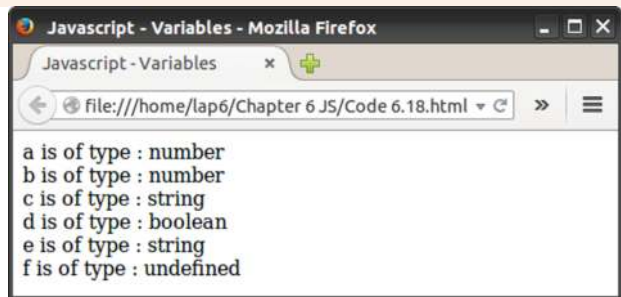 Javascript - Variables - Mozilla Firefox
Javascript - Variables
file:///home/lap6/Chapter 6 JS/Code 6.18.html
a is of type : number
b is of type : number
c is of type : string
d is of type : boolean
e is of type : string
f is of type : undefined